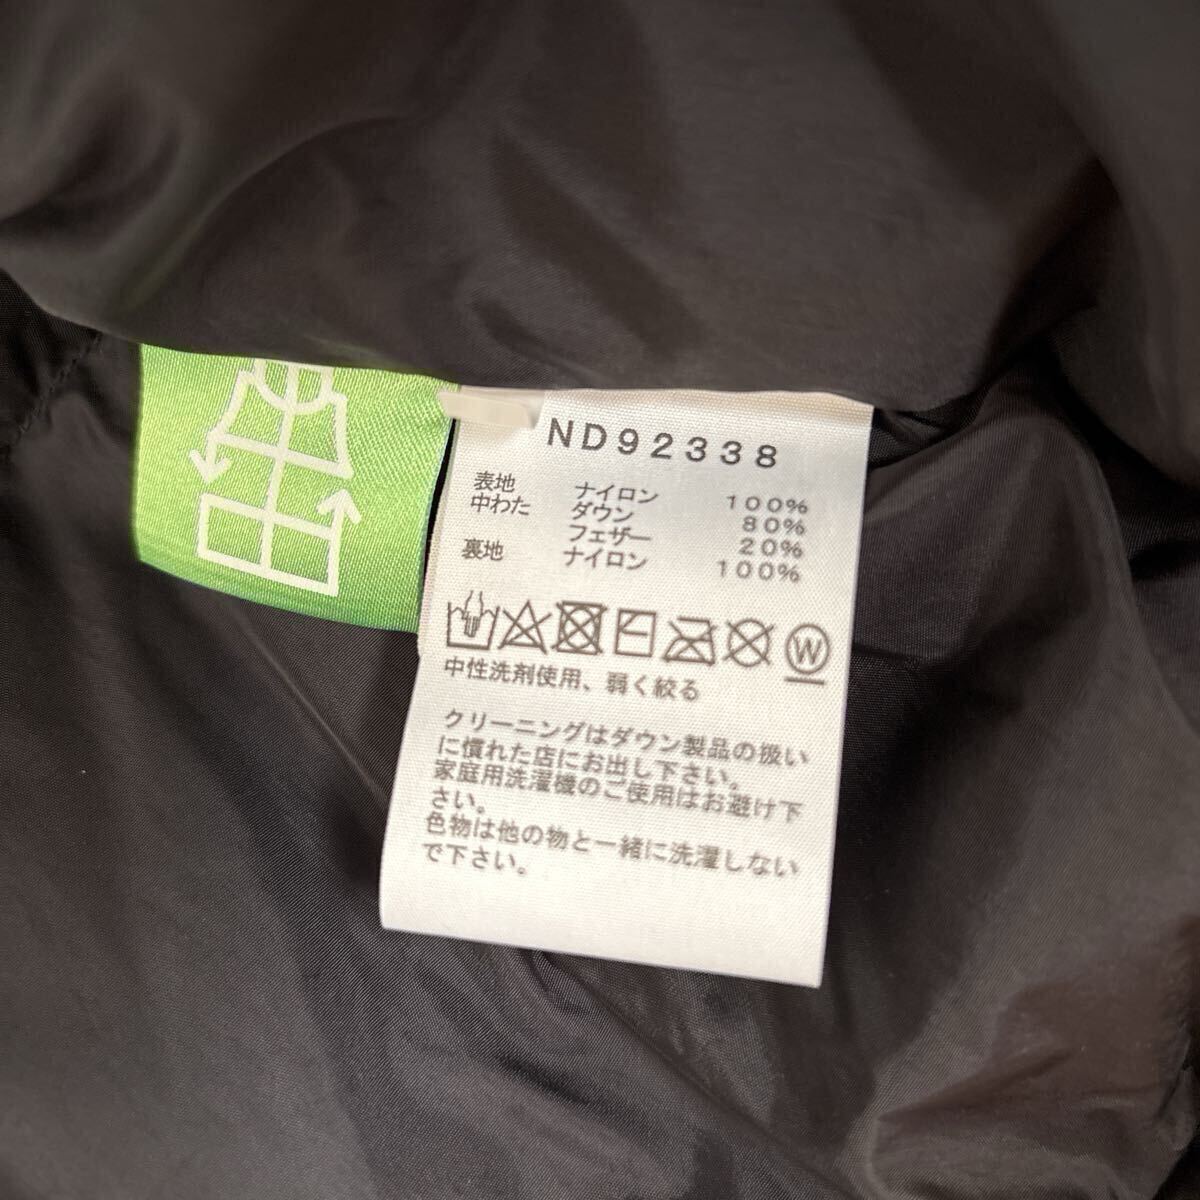 ND92338
表地 ナイロン 100%
中わた ダウン 80%
フェザー 20%
裏地 ナイロン 100%
W
中性洗剤使用、弱く絞る
クリーニングはダウン製品の扱い
に慣れた店にお出し下さい。
家庭用洗濯機のご使用はお避け下
さい。
色物は他の物と一緒に洗濯しない
で下さい。